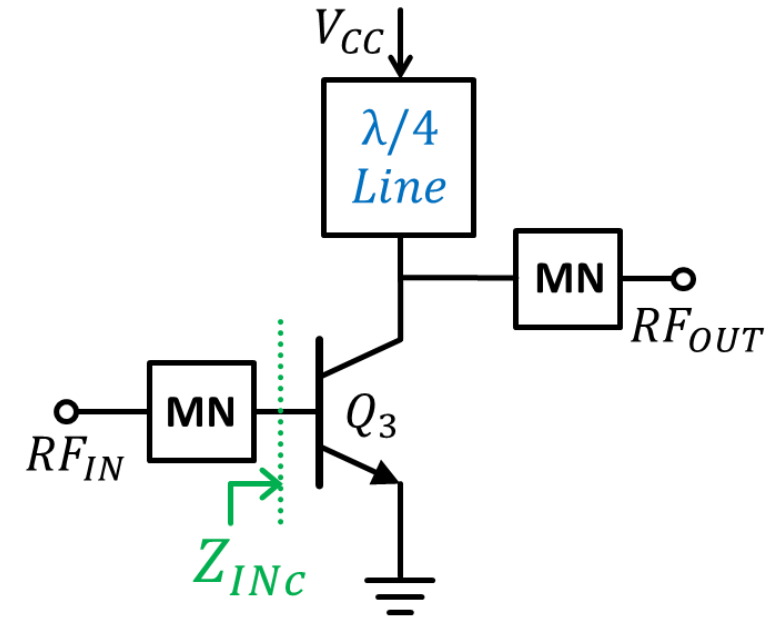 V_CC
λ/4
Line
MN
RF_OUT
MN
Q_3
RF_IN
Z_INc